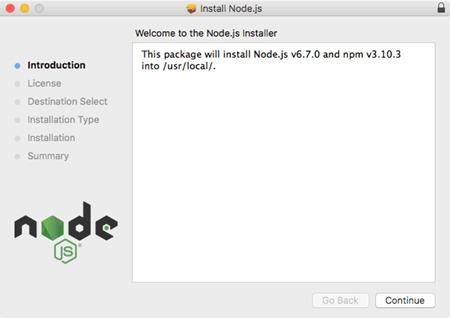 Install Node.js
Welcome to the Node.js Installer
Introduction
License
Destination Select
Installation Type
Installation
Summary
This package will install Node.js v6.7.0 and npm v3.10.3
into /usr/local/.
node
JS®
Go Back
Continue